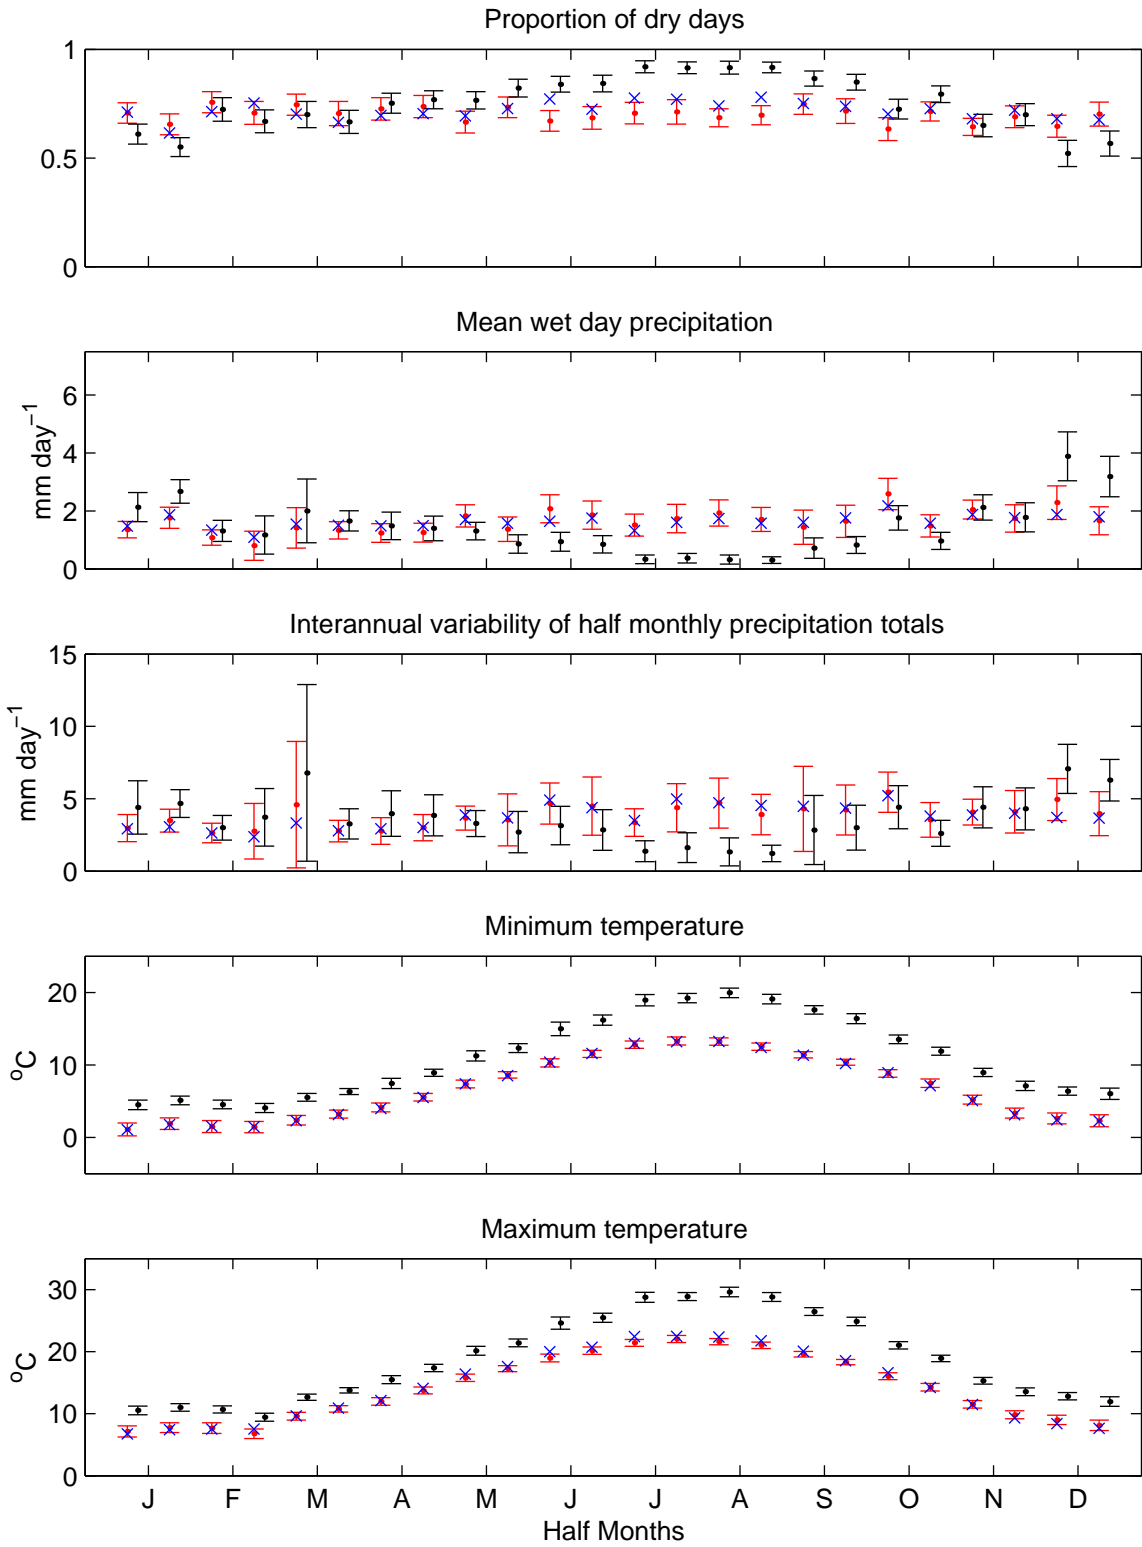 Proportion of dry days
1
0.5
0
Mean wet day precipitation
mm day⁻¹
6
4
2
0
Interannual variability of half monthly precipitation totals
mm day⁻¹
15
10
5
0
Minimum temperature
ºC
20
10
0
Maximum temperature
ºC
30
20
10
0
J F M A M J J A S O N D
Half Months